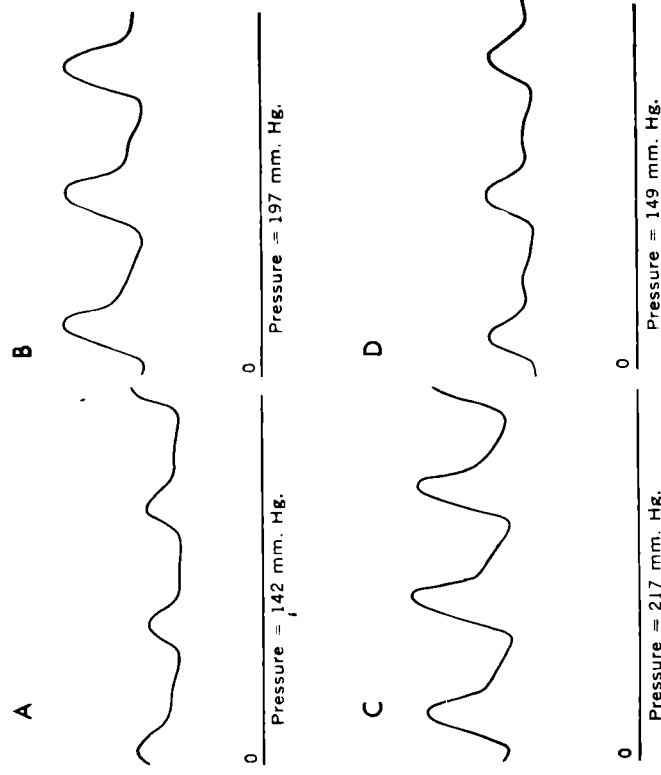 A
0
Pressure = 142 mm. Hg.
B
0
Pressure = 197 mm. Hg.
C
0
Pressure = 217 mm. Hg.
D
0
Pressure = 149 mm. Hg.